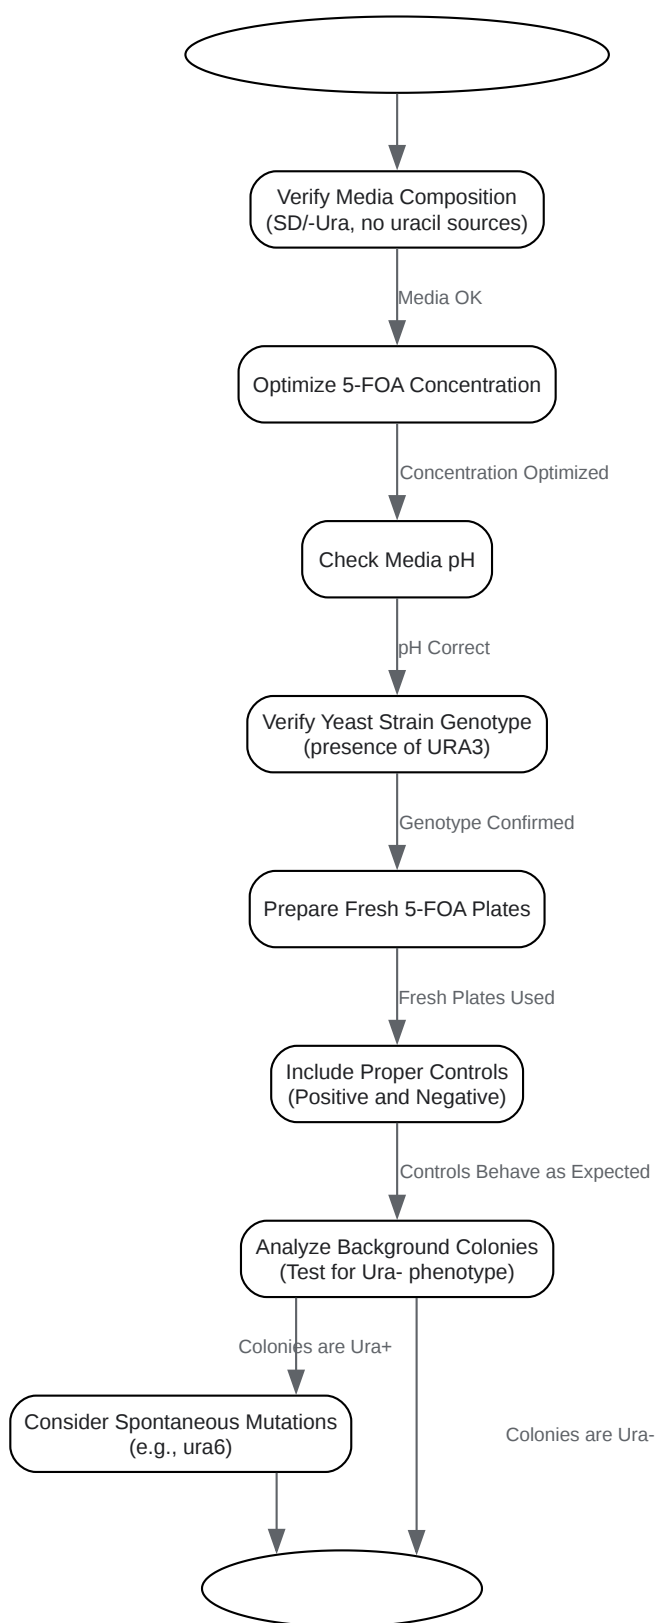 Verify Media Composition
(SD/-Ura, no uracil sources)
Media OK
Optimize 5-FOA Concentration
Concentration Optimized
Check Media pH
pH Correct
Verify Yeast Strain Genotype
(presence of URA3)
Genotype Confirmed
Prepare Fresh 5-FOA Plates
Fresh Plates Used
Include Proper Controls
(Positive and Negative)
Controls Behave as Expected
Analyze Background Colonies
(Test for Ura- phenotype)
Colonies are Ura+
Consider Spontaneous Mutations
(e.g., ura6)
Colonies are Ura-